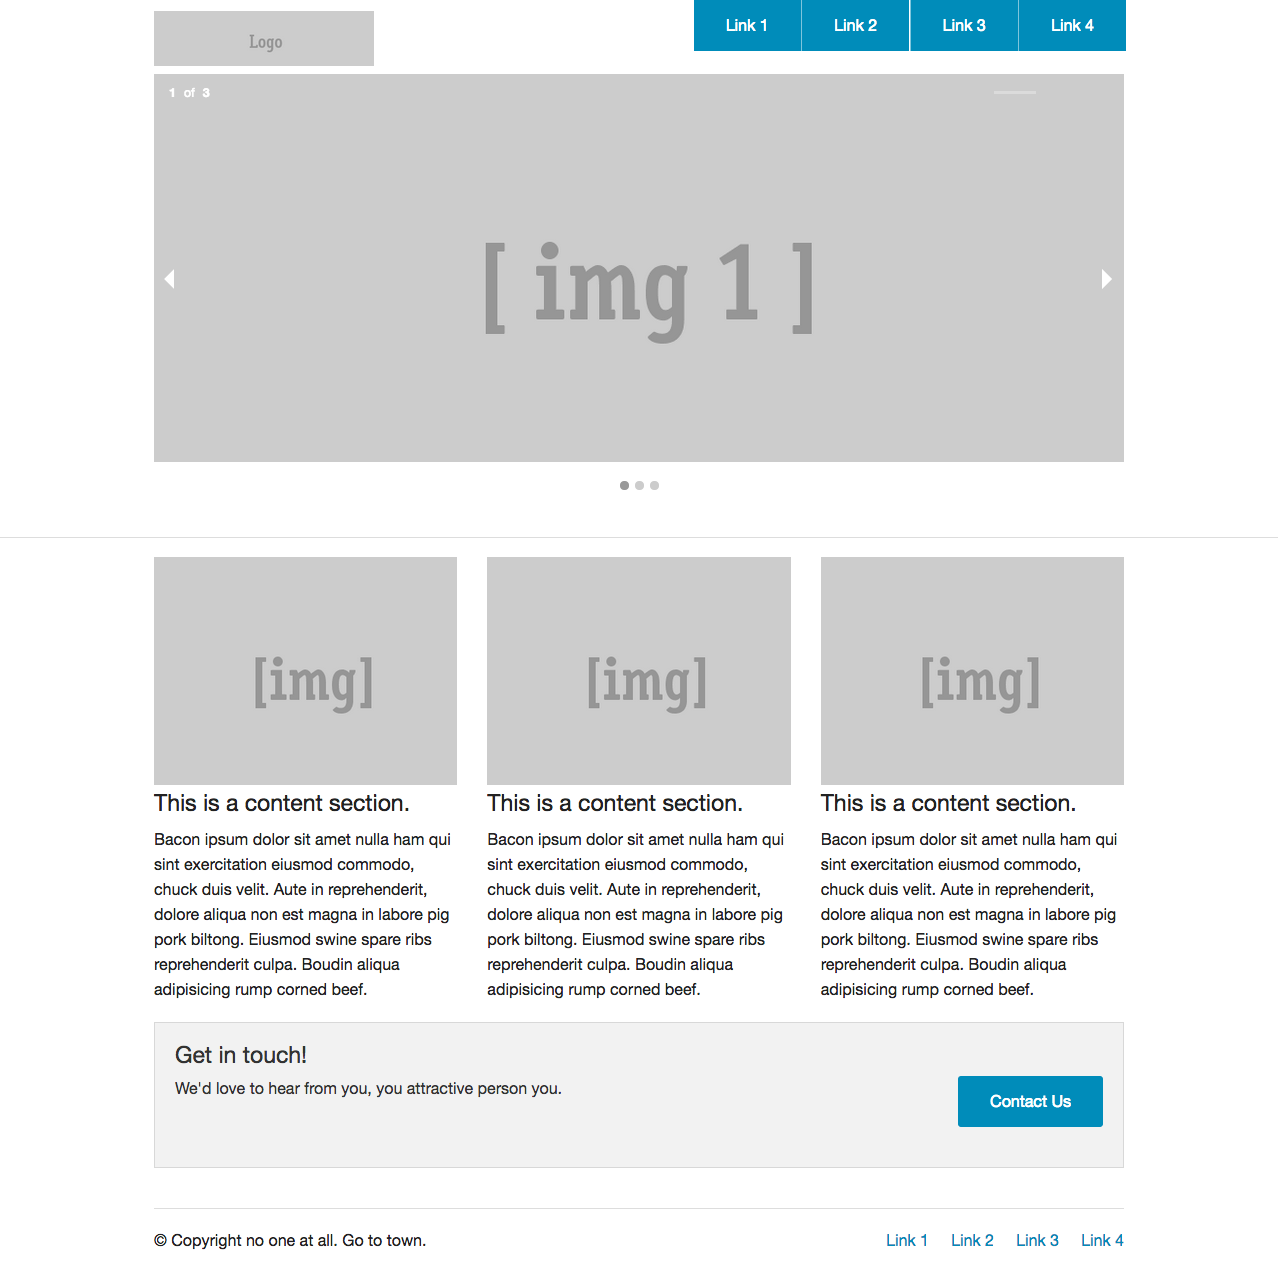 Logo
Link 1 Link 2 Link 3 Link 4
1 of 3
[ img 1 ]
[img] [img] [img]
This is a content section.
Bacon ipsum dolor sit amet nulla ham qui
sint exercitation eiusmod commodo,
chuck duis velit. Aute in reprehenderit,
dolore aliqua non est magna in labore pig
pork biltong. Eiusmod swine spare ribs
reprehenderit culpa. Boudin aliqua
adipisicing rump corned beef.
This is a content section.
Bacon ipsum dolor sit amet nulla ham qui
sint exercitation eiusmod commodo,
chuck duis velit. Aute in reprehenderit,
dolore aliqua non est magna in labore pig
pork biltong. Eiusmod swine spare ribs
reprehenderit culpa. Boudin aliqua
adipisicing rump corned beef.
This is a content section.
Bacon ipsum dolor sit amet nulla ham qui
sint exercitation eiusmod commodo,
chuck duis velit. Aute in reprehenderit,
dolore aliqua non est magna in labore pig
pork biltong. Eiusmod swine spare ribs
reprehenderit culpa. Boudin aliqua
adipisicing rump corned beef.
Get in touch!
We'd love to hear from you, you attractive person you.
Contact Us
© Copyright no one at all. Go to town.
Link 1 Link 2 Link 3 Link 4